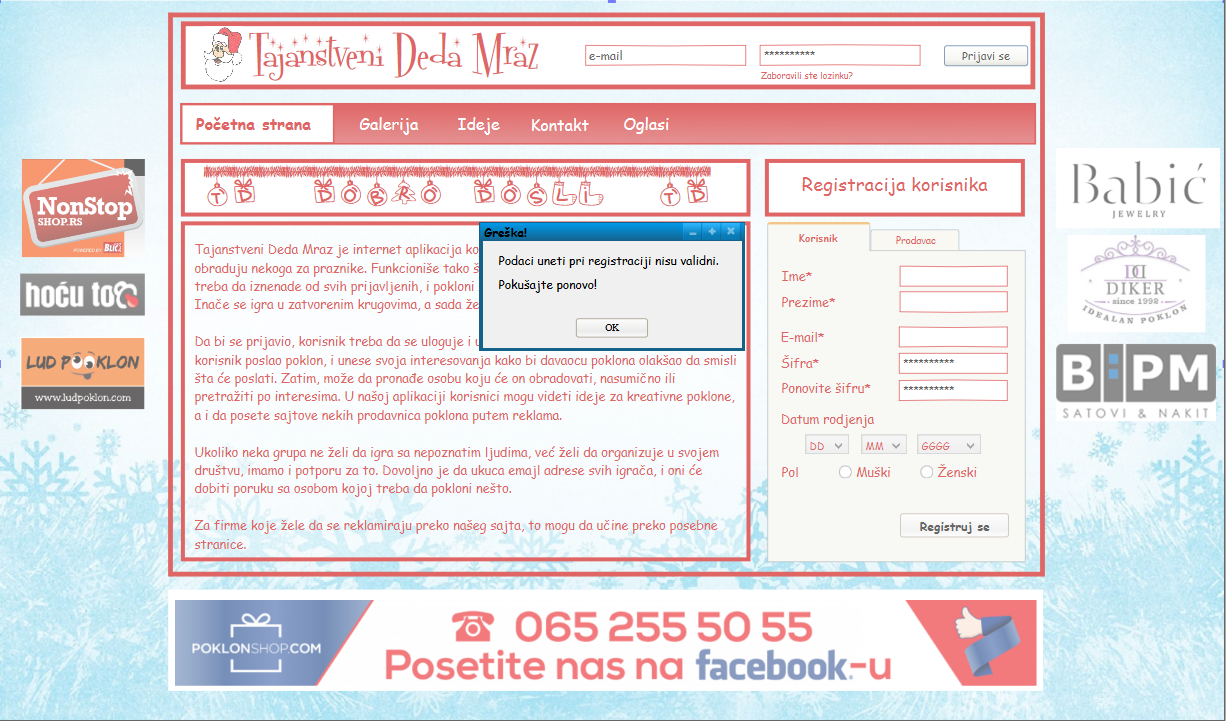 Tajanstveni Deda Mraz
e-mail
**********
Prijavi se
Zaboravili ste lozinku?
Početna strana
Galerija
Ideje
Kontakt
Oglasi
NonStop
SHOP.RS
POWERED BY Blic
hoću to
LUD POKLON
www.ludpoklon.com
DOBRO DOŠLI
Tajanstveni Deda Mraz je internet aplikacija
obraduju nekoga za praznike. Funkcioniše tako
treba da iznenade od svih prijavljenih, i pokloni
Inače se igra u zatvorenim krugovima, a sada
Da bi se prijavio, korisnik treba da se uloguje i
korisnik poslao poklon, i unese svoja interesovanja kako bi davaocu poklona olakšao da smisli
šta će poslati. Zatim, može da pronađe osobu koju će on obradovati, nasumično ili
pretražiti po interesima. U našoj aplikaciji korisnici mogu videti ideje za kreativne poklone,
a i da posete sajtove nekih prodavnica poklona putem reklama.
Ukoliko neka grupa ne želi da igra sa nepoznatim ljudima, već želi da organizuje u svojem
društvu, imamo i potporu za to. Dovoljno je da ukuca emajl adrese svih igrača, i oni će
dobiti poruku sa osobom kojoj treba da pokloni nešto.
Za firme koje žele da se reklamiraju preko našeg sajta, to mogu da učine preko posebne
stranice.
Greška!
Podaci uneti pri registraciji nisu validni.
Pokušajte ponovo!
OK
Registracija korisnika
Korisnik
Prodavac
Ime*
Prezime*
E-mail*
Šifra*
**********
Ponovite šifru*
**********
Datum rodjenja
DD
MM
GGGG
Pol
Muški
Ženski
Registruj se
Babić
JEWELRY
DIKER
since 1992
IDEALAN POKLON
B:PM
SATOVI & NAKIT
POKLONSHOP.COM
065 255 50 55
Posetite nas na facebook-u